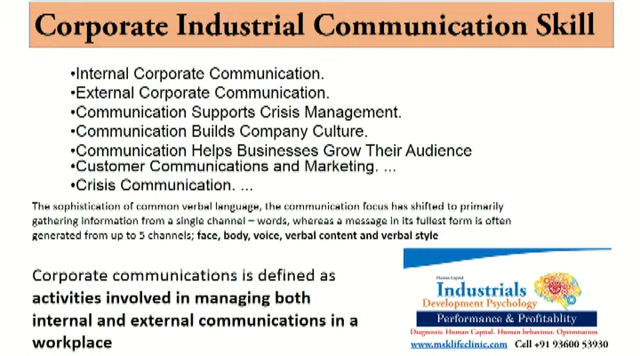 Corporate Industrial Communication Skill
•Internal Corporate Communication.
•External Corporate Communication.
•Communication Supports Crisis Management.
•Communication Builds Company Culture.
•Communication Helps Businesses Grow Their Audience
•Customer Communications and Marketing. ...
•Crisis Communication. ...
The sophistication of common verbal language, the communication focus has shifted to primarily
gathering information from a single channel – words, whereas a message in its fullest form is often
generated from up to 5 channels; face, body, voice, verbal content and verbal style
Corporate communications is defined as
activities involved in managing both
internal and external communications in a
workplace
Human Capital
Industrials
Development Psychology
Performance & Profitability
Diagnostic Human Capital. Human behaviour. Optimisation
www.msklifeclinic.com Call +91 93600 53930